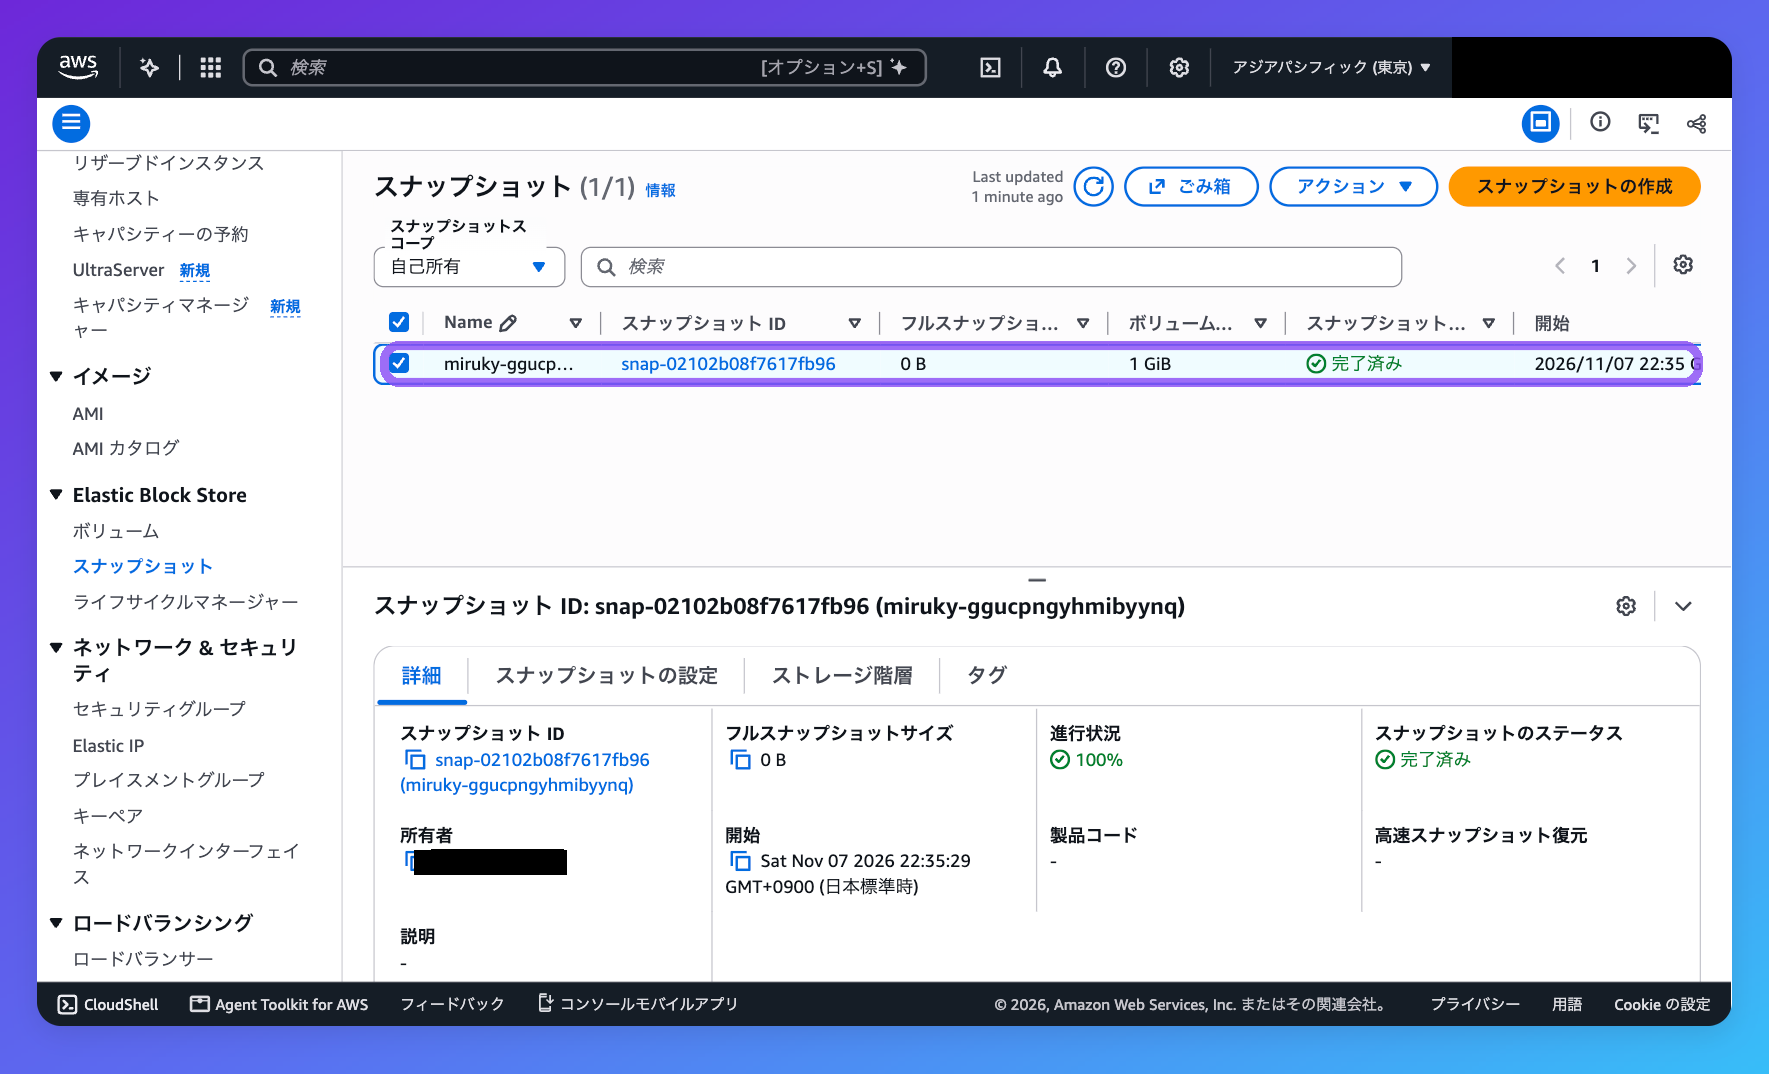 aws
検索 [オプション+S]
アジアパシフィック (東京) ▼
リザーブドインスタンス
専有ホスト
キャパシティーの予約
UltraServer 新規
キャパシティマネージャー 新規
▼ イメージ
AMI
AMI カタログ
▼ Elastic Block Store
ボリューム
スナップショット
ライフサイクルマネージャー
▼ ネットワーク & セキュリ
ティ
セキュリティグループ
Elastic IP
プレイスメントグループ
キーペア
ネットワークインターフェイ
ス
▼ ロードバランシング
ロードバランサー
スナップショット (1/1) 情報
Last updated
1 minute ago
ごみ箱
アクション ▼
スナップショットの作成
スナップショットス
コープ
自己所有
検索
1
Name スナップショット ID フルスナップショ... ボリューム... スナップショット... 開始
miruky-ggucp... snap-02102b08f7617fb96 0 B 1 GiB 完了済み 2026/11/07 22:35 G
スナップショット ID: snap-02102b08f7617fb96 (miruky-ggucpngyhmibyynq)
詳細 スナップショットの設定 ストレージ階層 タグ
スナップショット ID
snap-02102b08f7617fb96
(miruky-ggucpngyhmibyynq)
フルスナップショットサイズ
0 B
進行状況
100%
スナップショットのステータス
完了済み
所有者
開始
Sat Nov 07 2026 22:35:29
GMT+0900 (日本標準時)
製品コード
-
高速スナップショット復元
-
説明
-
CloudShell Agent Toolkit for AWS フィードバック コンソールモバイルアプリ © 2026, Amazon Web Services, Inc. またはその関連会社。 プライバシー 用語 Cookie の設定